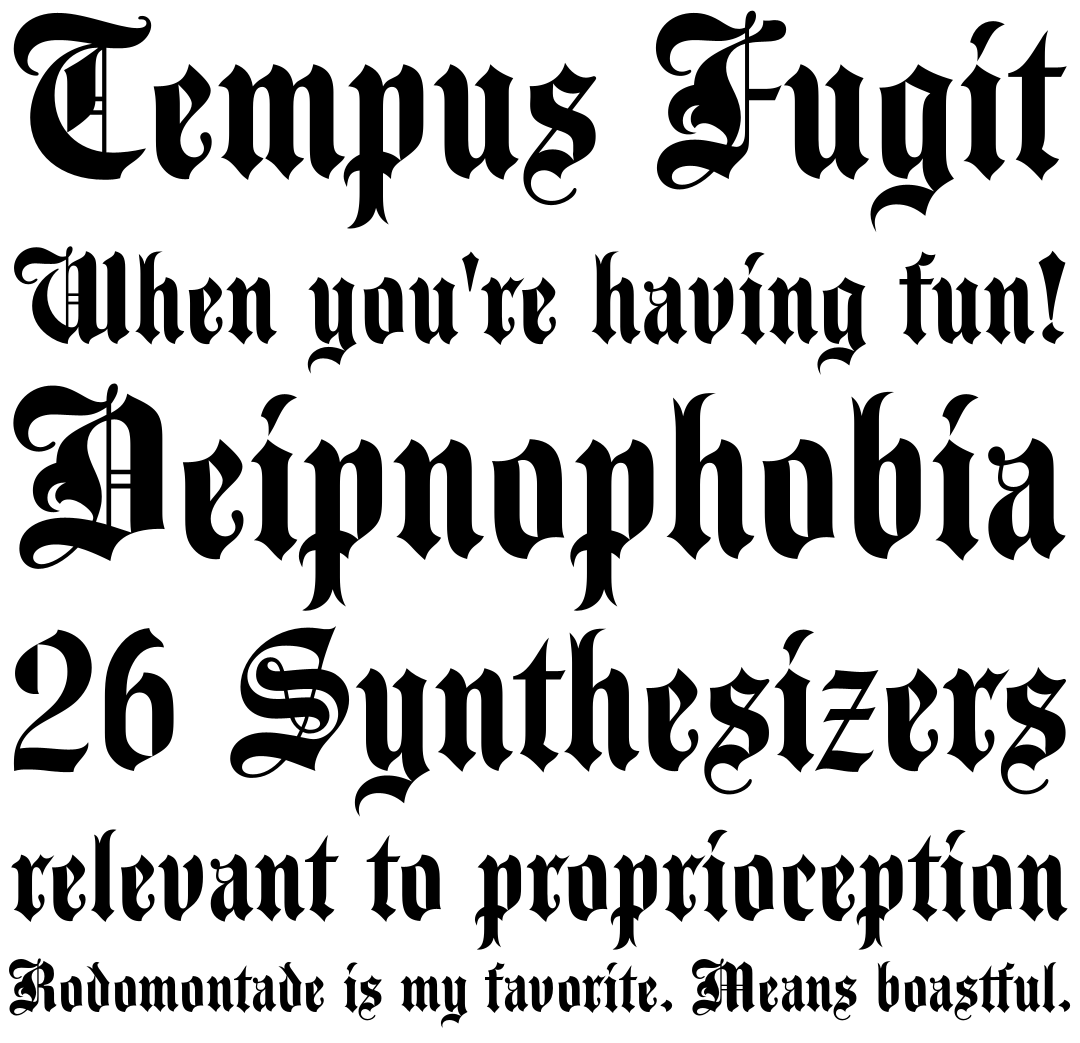 Tempus Fugit
When you're having fun!
Deipnophobia
26 Synthesizers
relevant to proprioception
Rodomontade is my favorite. Means boastful.